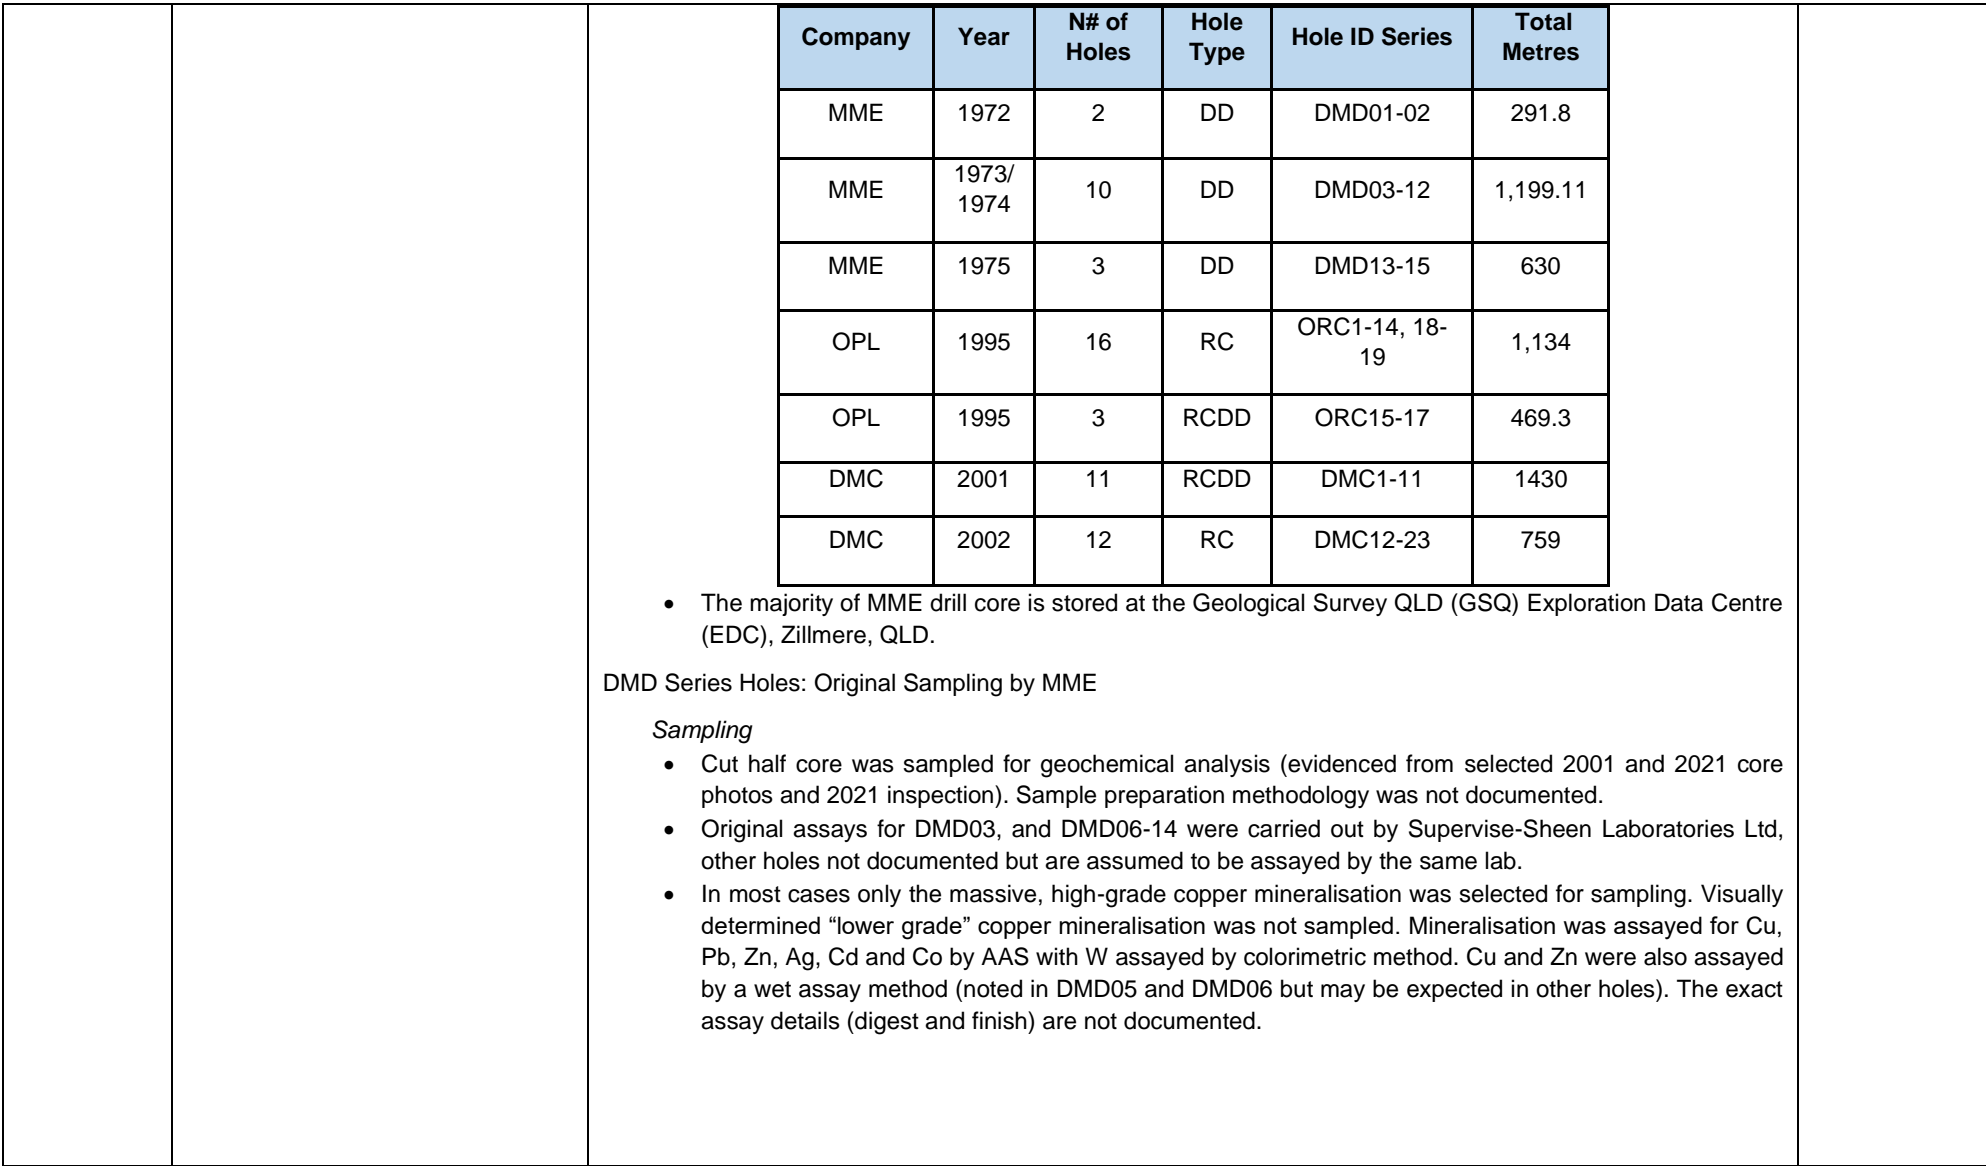 Company Year N# of Holes Hole Type Hole ID Series Total Metres
MME 1972 2 DD DMD01-02 291.8
MME 1973/ 1974 10 DD DMD03-12 1,199.11
MME 1975 3 DD DMD13-15 630
OPL 1995 16 RC ORC1-14, 18-19 1,134
OPL 1995 3 RCDD ORC15-17 469.3
DMC 2001 11 RCDD DMC1-11 1430
DMC 2002 12 RC DMC12-23 759
• The majority of MME drill core is stored at the Geological Survey QLD (GSQ) Exploration Data Centre
(EDC), Zillmere, QLD.
DMD Series Holes: Original Sampling by MME
Sampling
• Cut half core was sampled for geochemical analysis (evidenced from selected 2001 and 2021 core
photos and 2021 inspection). Sample preparation methodology was not documented.
• Original assays for DMD03, and DMD06-14 were carried out by Supervise-Sheen Laboratories Ltd,
other holes not documented but are assumed to be assayed by the same lab.
• In most cases only the massive, high-grade copper mineralisation was selected for sampling. Visually
determined “lower grade” copper mineralisation was not sampled. Mineralisation was assayed for Cu,
Pb, Zn, Ag, Cd and Co by AAS with W assayed by colorimetric method. Cu and Zn were also assayed
by a wet assay method (noted in DMD05 and DMD06 but may be expected in other holes). The exact
assay details (digest and finish) are not documented.